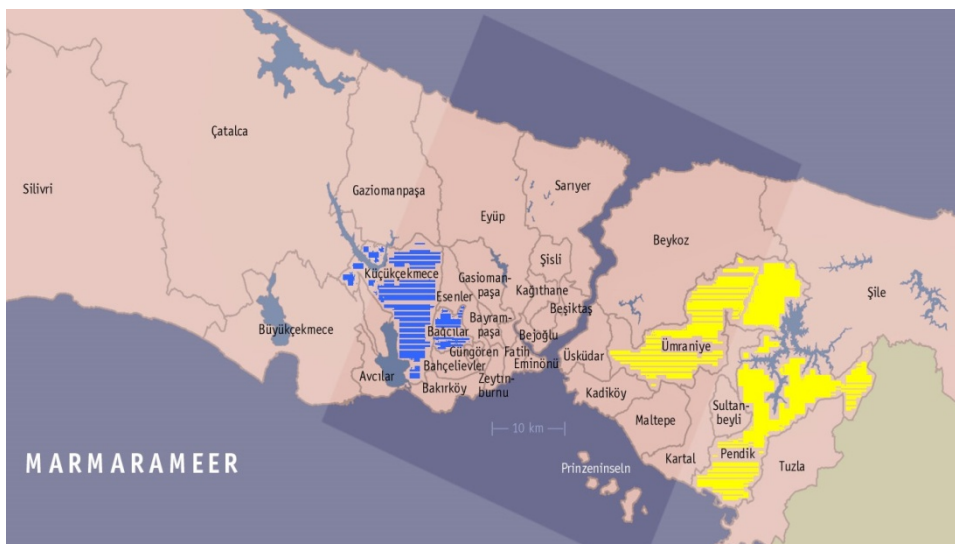 Silivri
Çatalca
Gaziomanpaşa
Eyüp
Sarıyer
Beykoz
Şile
Küçükçekmece
Esenler
Gasioman-
paşa
Şişli
Kağıthane
Beşiktaş
Büyükçekmece
Bağcılar
Bayram-
paşa
Bejoğlu
Üsküdar
Ümraniye
Güngören
Fatih
Eminönü
Avcılar
Bahçelievler
Bakırköy
Zeytın-
burnu
Kadiköy
Maltepe
Sultan-
beyli
Kartal
Pendik
Tuzla
10 km
MARMARAMEER
Prinzeninseln